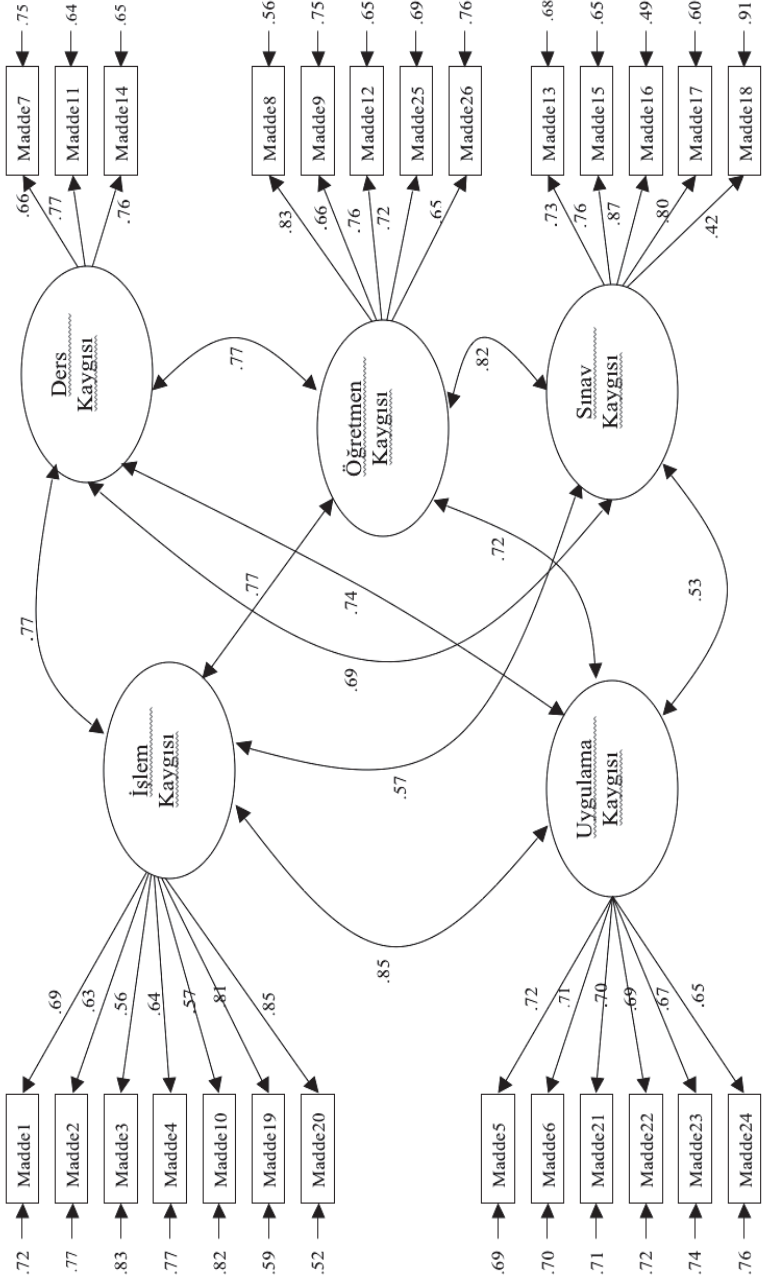 .72
Madde1
.69
.77
Madde2
.63
.83
Madde3
.56
.77
Madde4
.64
.82
Madde10
.57
.59
Madde19
.81
.52
Madde20
.85
İşlem
Kaygısı
.69
Madde5
.72
.70
Madde6
.71
.71
Madde21
.70
.72
Madde22
.69
.74
Madde23
.67
.76
Madde24
.65
Uygulama
Kaygısı
.77
.77
.74
.69
.57
.85
.72
.53
.77
.82
Ders
Kaygısı
.66
Madde7
.75
.77
Madde11
.64
.76
Madde14
.65
Öğretmen
Kaygısı
.83
Madde8
.56
.66
Madde9
.75
.76
Madde12
.65
.72
Madde25
.69
.65
Madde26
.76
Sınav
Kaygısı
.73
Madde13
.68
.76
Madde15
.65
.87
Madde16
.49
.80
Madde17
.60
.42
Madde18
.91